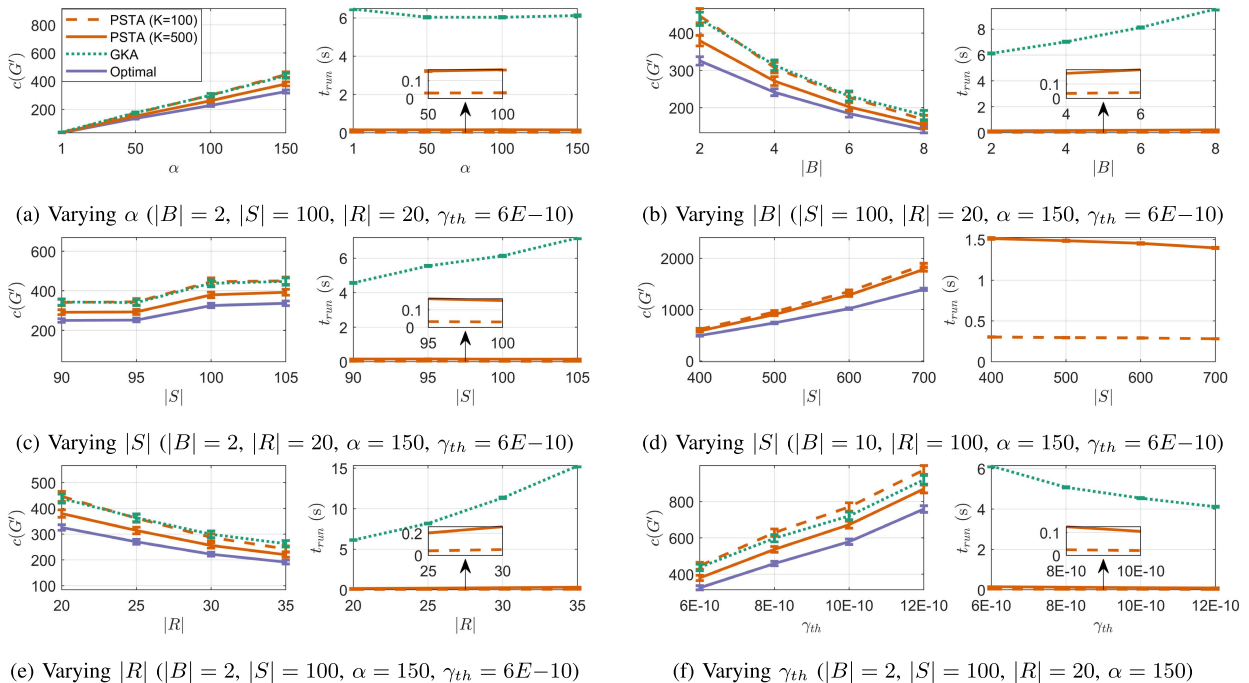 PSTA (K=100)
PSTA (K=500)
GKA
Optimal
c(G′)
800
600
400
200
1 50 100 150
α
t_run (s)
6
4
2
0
0.1
0
50 100
1 50 100 150
α
c(G′)
400
300
200
2 4 6 8
|B|
t_run (s)
8
6
4
2
0
0.1
0
4 6
2 4 6 8
|B|
(a) Varying α (|B| = 2, |S| = 100, |R| = 20, γth = 6E−10)
(b) Varying |B| (|S| = 100, |R| = 20, α = 150, γth = 6E−10)
c(G′)
600
400
200
90 95 100 105
|S|
t_run (s)
6
4
2
0
0.1
0
95 100
90 95 100 105
|S|
c(G′)
2000
1000
0
400 500 600 700
|S|
t_run (s)
1.5
1
0.5
0
400 500 600 700
|S|
(c) Varying |S| (|B| = 2, |R| = 20, α = 150, γth = 6E−10)
(d) Varying |S| (|B| = 10, |R| = 100, α = 150, γth = 6E−10)
c(G′)
500
400
300
200
100
20 25 30 35
|R|
t_run (s)
15
10
5
0
0.2
0
25 30
20 25 30 35
|R|
c(G′)
800
600
400
6E-10 8E-10 10E-10 12E-10
γth
t_run (s)
6
4
2
0
0.1
0
8E-10 10E-10
6E-10 8E-10 10E-10 12E-10
γth
(e) Varying |R| (|B| = 2, |S| = 100, α = 150, γth = 6E−10)
(f) Varying γth (|B| = 2, |S| = 100, |R| = 20, α = 150)